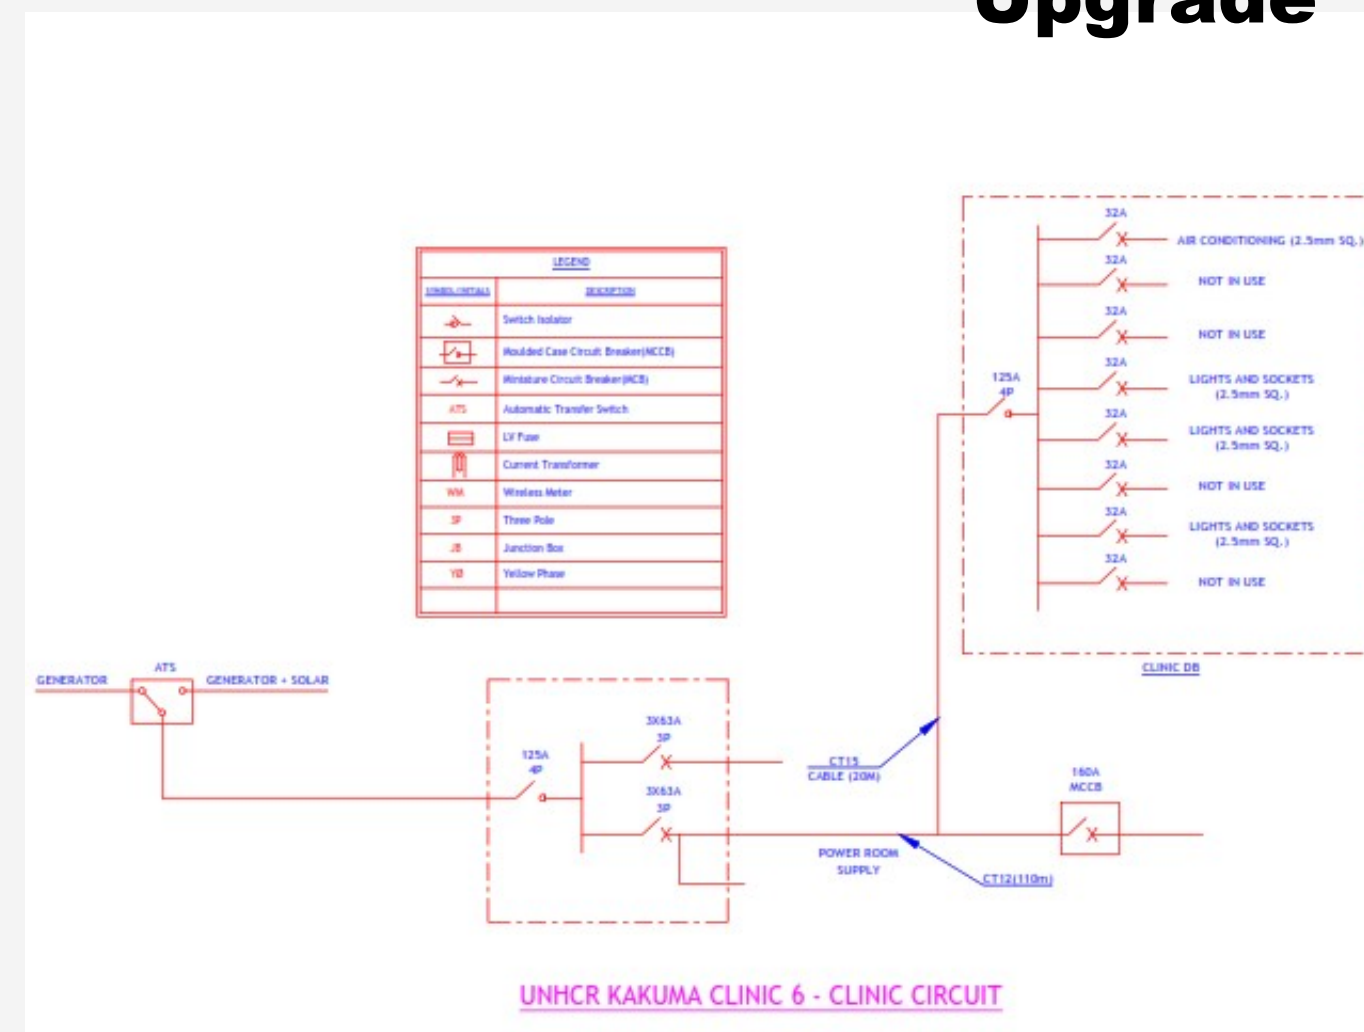 Upgrade
LEGEND
SYMBOL/INITIALS DESCRIPTION
Switch Isolator
Moulded Case Circuit Breaker(MCCB)
Miniature Circuit Breaker(MCB)
ATS Automatic Transfer Switch
LV Fuse
Current Transformer
WM Wireless Meter
3P Three Pole
JB Junction Box
YØ Yellow Phase
32A
AIR CONDITIONING (2.5mm SQ.)
32A
NOT IN USE
32A
NOT IN USE
32A
LIGHTS AND SOCKETS
(2.5mm SQ.)
125A
4P
32A
LIGHTS AND SOCKETS
(2.5mm SQ.)
32A
NOT IN USE
32A
LIGHTS AND SOCKETS
(2.5mm SQ.)
32A
NOT IN USE
CLINIC DB
GENERATOR
ATS
GENERATOR + SOLAR
125A
4P
3X63A
3P
3X63A
3P
CT15
CABLE (20M)
160A
MCCB
POWER ROOM
SUPPLY
CT12(110m)
UNHCR KAKUMA CLINIC 6 - CLINIC CIRCUIT